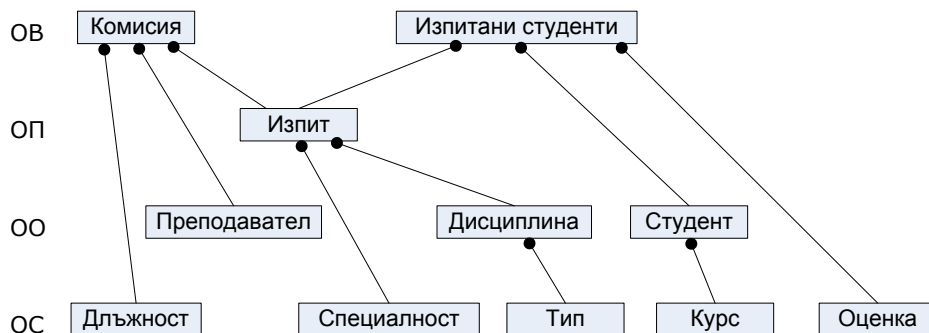 ОВ Комисия Изпитани студенти
ОП Изпит
ОО Преподавател Дисциплина Студент
ОС Длъжност Специалност Тип Курс Оценка